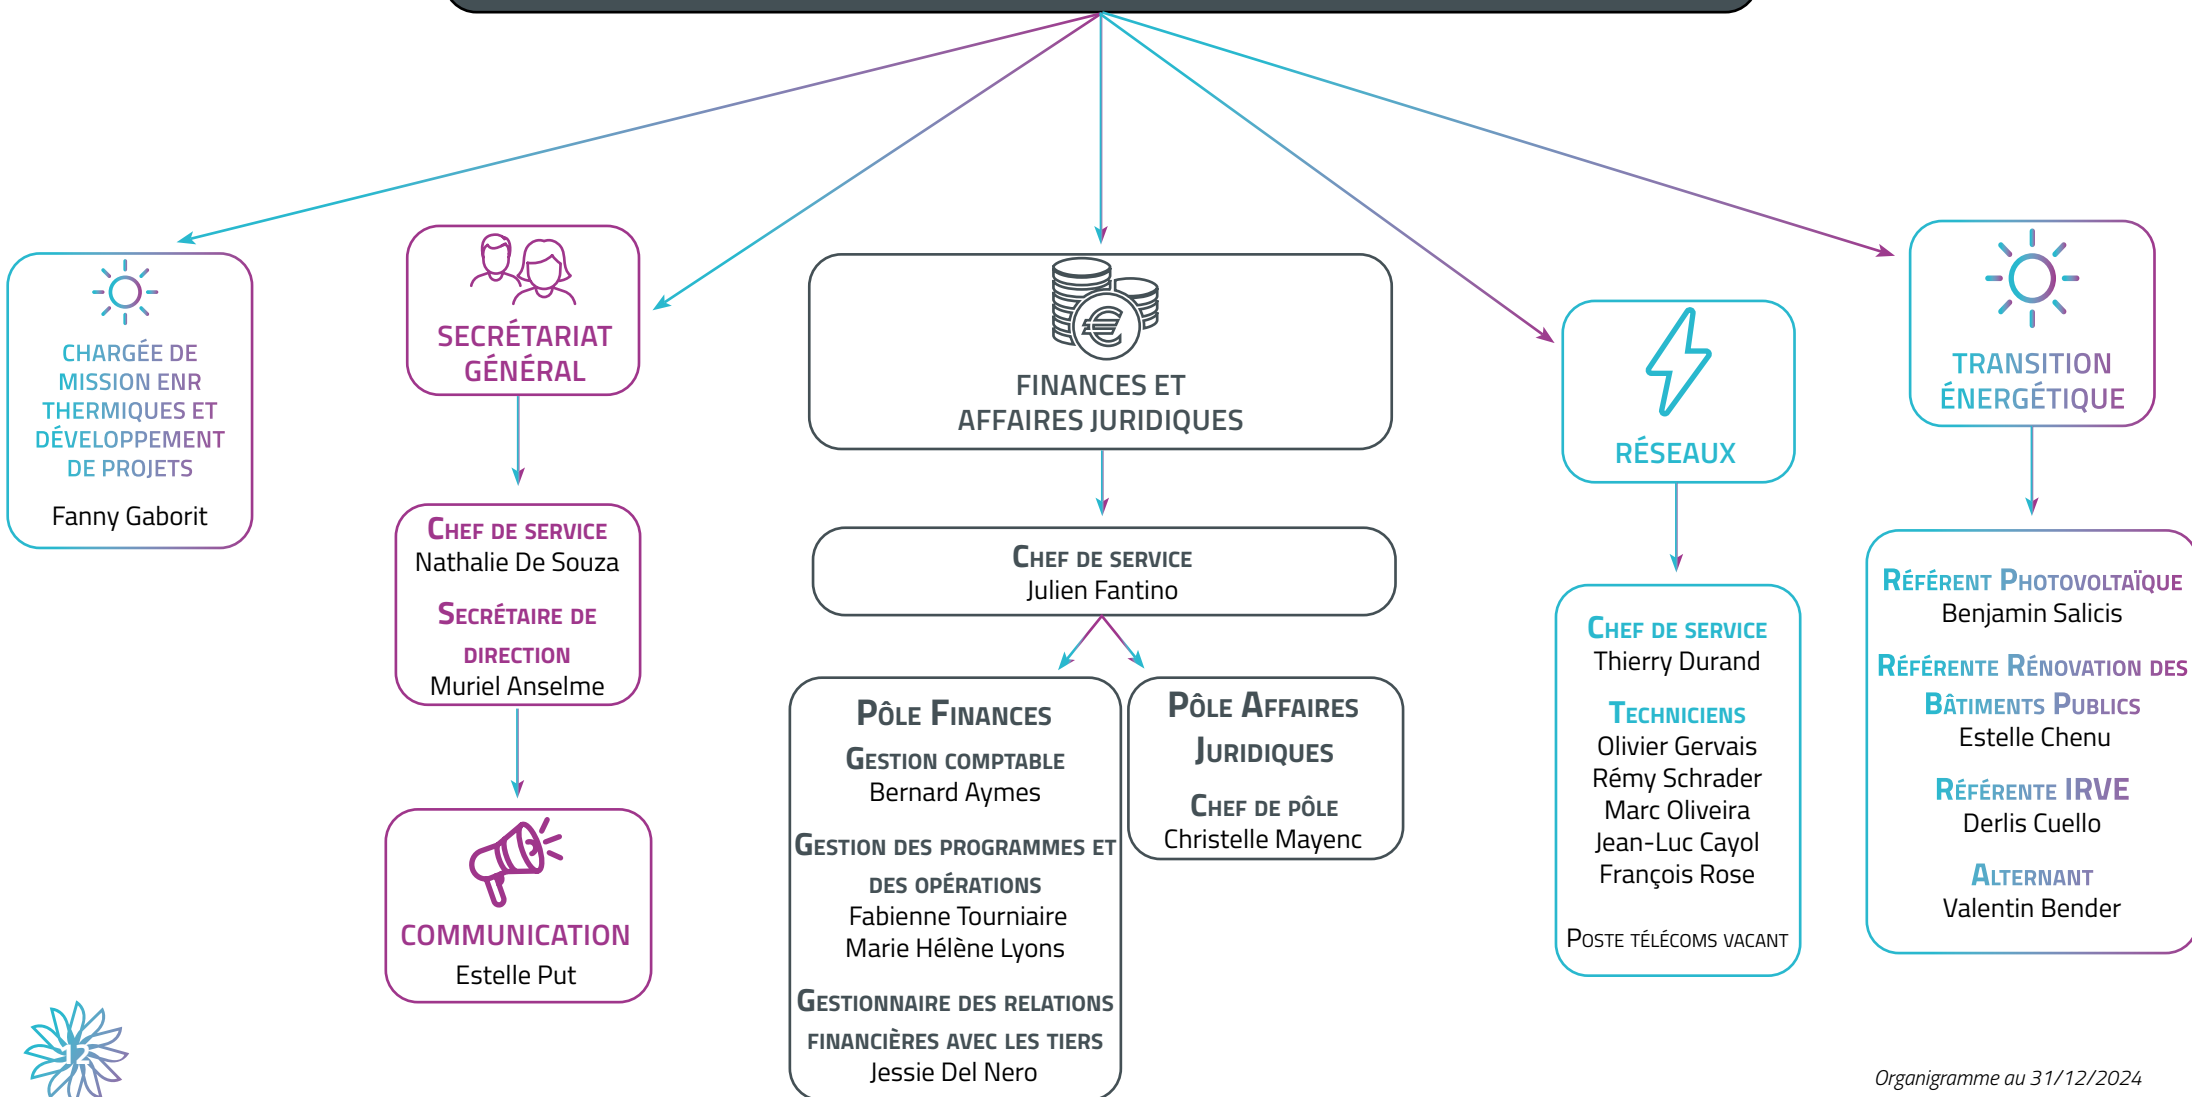 CHARGÉE DE
MISSION ENR
THERMIQUES ET
DÉVELOPPEMENT
DE PROJETS
Fanny Gaborit
SECRÉTARIAT
GÉNÉRAL
CHEF DE SERVICE
Nathalie De Souza
SECRÉTAIRE DE
DIRECTION
Muriel Anselme
COMMUNICATION
Estelle Put
FINANCES ET
AFFAIRES JURIDIQUES
CHEF DE SERVICE
Julien Fantino
PÔLE FINANCES
GESTION COMPTABLE
Bernard Aymes
GESTION DES PROGRAMMES ET
DES OPÉRATIONS
Fabienne Tourniaire
Marie Hélène Lyons
GESTIONNAIRE DES RELATIONS
FINANCIÈRES AVEC LES TIERS
Jessie Del Nero
PÔLE AFFAIRES
JURIDIQUES
CHEF DE PÔLE
Christelle Mayenc
RÉSEAUX
CHEF DE SERVICE
Thierry Durand
TECHNICIENS
Olivier Gervais
Rémy Schrader
Marc Oliveira
Jean-Luc Cayol
François Rose
POSTE TÉLÉCOMS VACANT
TRANSITION
ÉNERGÉTIQUE
RÉFÉRENT PHOTOVOLTAÏQUE
Benjamin Salicis
RÉFÉRENTE RÉNOVATION DES
BÂTIMENTS PUBLICS
Estelle Chenu
RÉFÉRENTE IRVE
Derlis Cuello
ALTERNANT
Valentin Bender
12
Organigramme au 31/12/2024